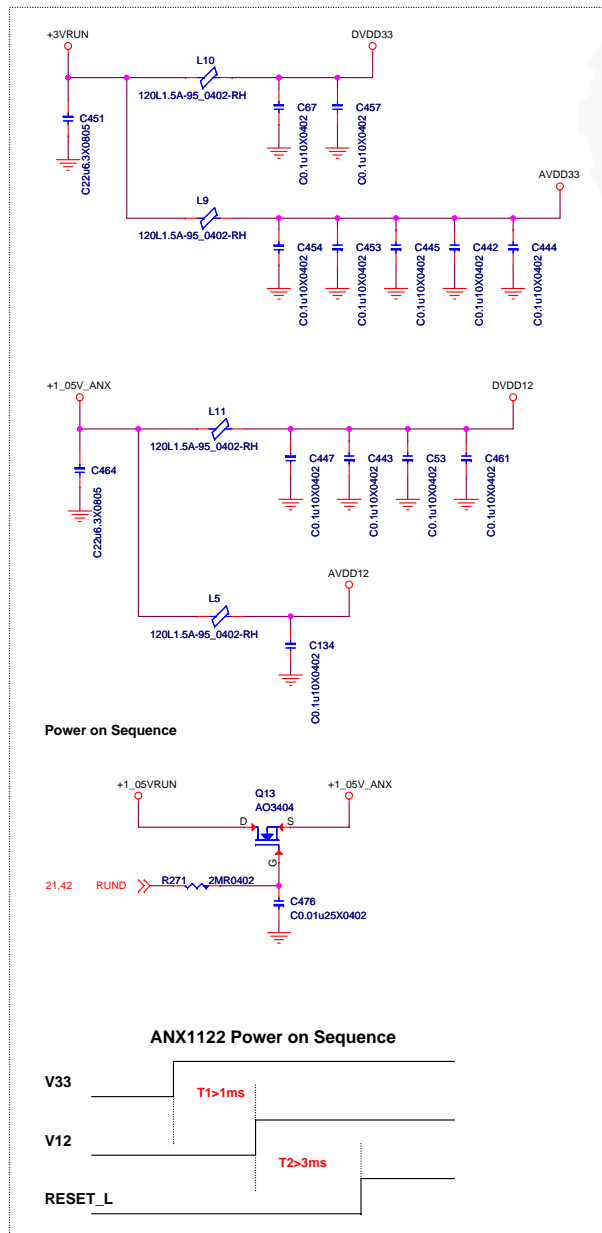 +3VRUN
DVDD33
L10
120L1.5A-95_0402-RH
C451
C22u6.3X0805
C67
C0.1u10X0402
C457
C0.1u10X0402
AVDD33
L9
120L1.5A-95_0402-RH
C454
C0.1u10X0402
C453
C0.1u10X0402
C445
C0.1u10X0402
C442
C0.1u10X0402
C444
C0.1u10X0402
+1_05V_ANX
DVDD12
L11
120L1.5A-95_0402-RH
C464
C22u6.3X0805
C447
C0.1u10X0402
C443
C0.1u10X0402
C53
C0.1u10X0402
C461
C0.1u10X0402
AVDD12
L5
120L1.5A-95_0402-RH
C134
C0.1u10X0402
Power on Sequence
+1_05VRUN
+1_05V_ANX
Q13
AO3404
D
S
G
21,42 RUND
R271 2MR0402
C476
C0.01u25X0402
ANX1122 Power on Sequence
V33
T1>1ms
V12
T2>3ms
RESET_L